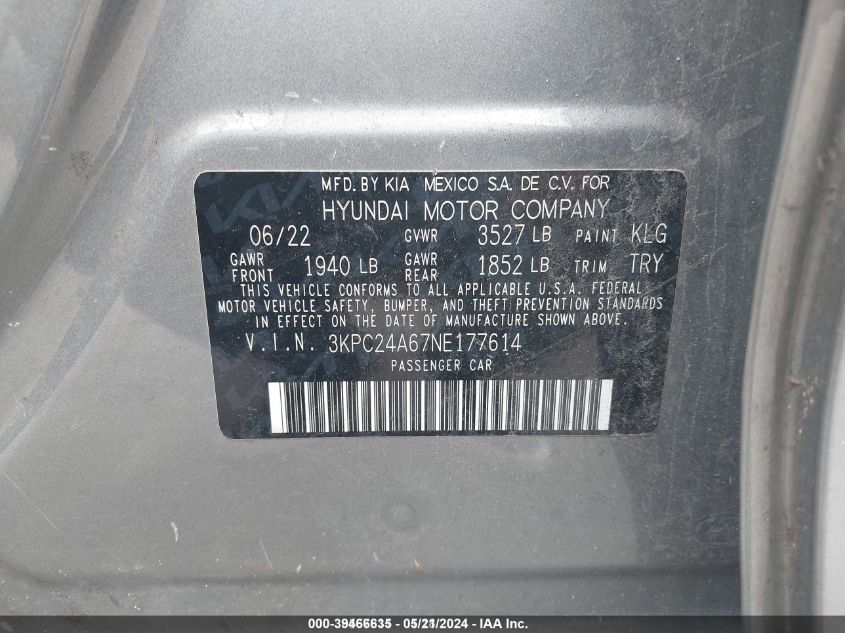 MFD. BY KIA MEXICO S.A. DE C.V. FOR
HYUNDAI MOTOR COMPANY
06/22 GVWR 3527 LB PAINT KLG
GAWR FRONT 1940 LB GAWR REAR 1852 LB TRIM TRY
THIS VEHICLE CONFORMS TO ALL APPLICABLE U.S.A. FEDERAL
MOTOR VEHICLE SAFETY, BUMPER, AND THEFT PREVENTION STANDARDS
IN EFFECT ON THE DATE OF MANUFACTURE SHOWN ABOVE.
V.I.N. 3KPC24A67NE177614
PASSENGER CAR
000-39466635 - 05/21/2024 - IAA Inc.